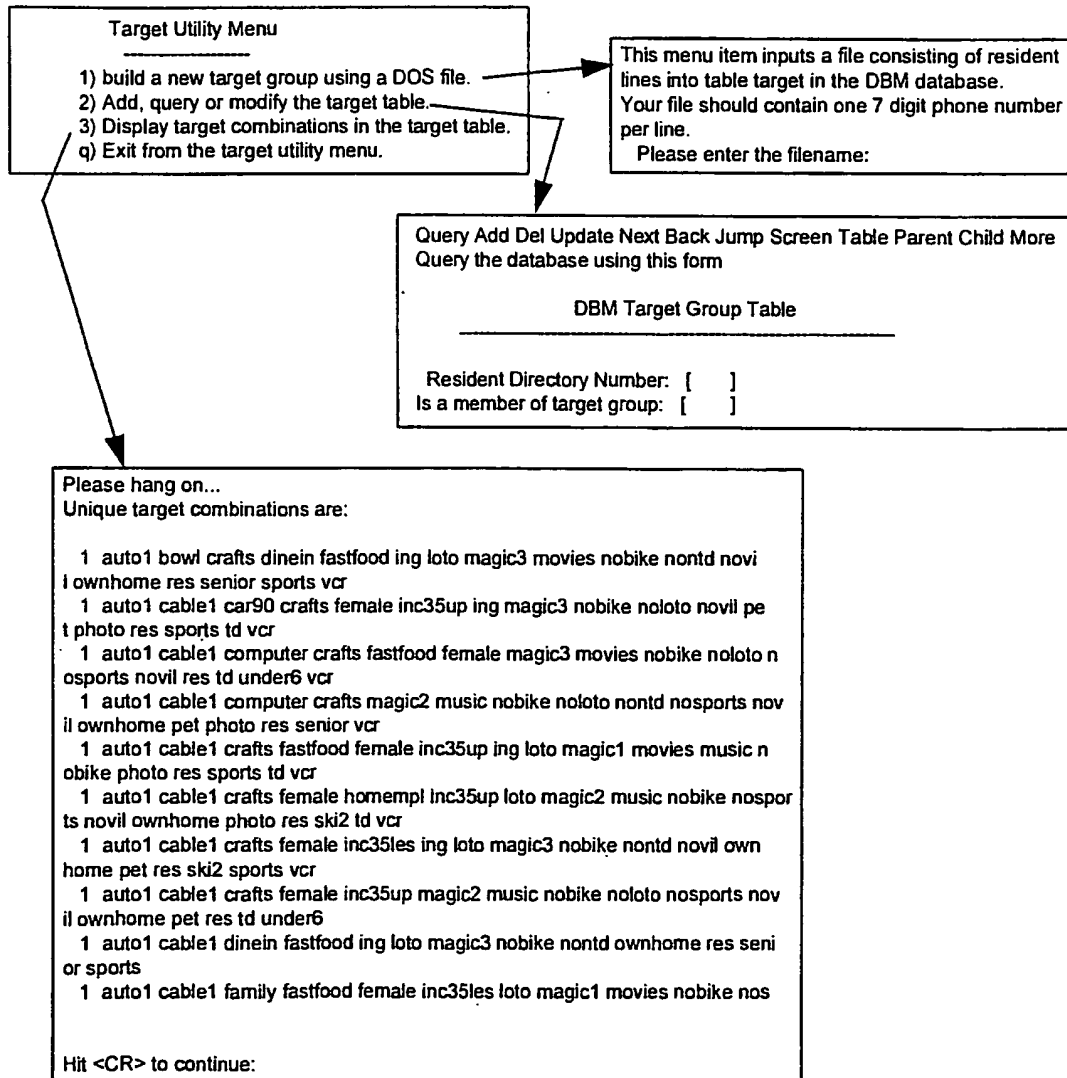 Target Utility Menu
1) build a new target group using a DOS file.
2) Add, query or modify the target table.
3) Display target combinations in the target table.
q) Exit from the target utility menu.
This menu item inputs a file consisting of resident
lines into table target in the DBM database.
Your file should contain one 7 digit phone number
per line.
Please enter the filename:
Query Add Del Update Next Back Jump Screen Table Parent Child More
Query the database using this form
DBM Target Group Table
Resident Directory Number: [ ]
Is a member of target group: [ ]
Please hang on...
Unique target combinations are:
1 auto1 bowl crafts dinein fastfood ing loto magic3 movies nobike nontd novi
l ownhome res senior sports vcr
1 auto1 cable1 car90 crafts female inc35up ing magic3 nobike noloto novil pe
t photo res sports td vcr
1 auto1 cable1 computer crafts fastfood female magic3 movies nobike noloto n
osports novil res td under6 vcr
1 auto1 cable1 computer crafts magic2 music nobike noloto nontd nosports nov
il ownhome pet photo res senior vcr
1 auto1 cable1 crafts fastfood female inc35up ing loto magic1 movies music n
obike photo res sports td vcr
1 auto1 cable1 crafts female homempl inc35up loto magic2 music nobike nospor
ts novil ownhome photo res ski2 td vcr
1 auto1 cable1 crafts female inc35les ing loto magic3 nobike nontd novil own
home pet res ski2 sports vcr
1 auto1 cable1 crafts female inc35up magic2 music nobike noloto nosports nov
il ownhome pet res td under6
1 auto1 cable1 dinein fastfood ing loto magic3 nobike nontd ownhome res seni
or sports
1 auto1 cable1 family fastfood female inc35les loto magic1 movies nobike nos
Hit <CR> to continue: